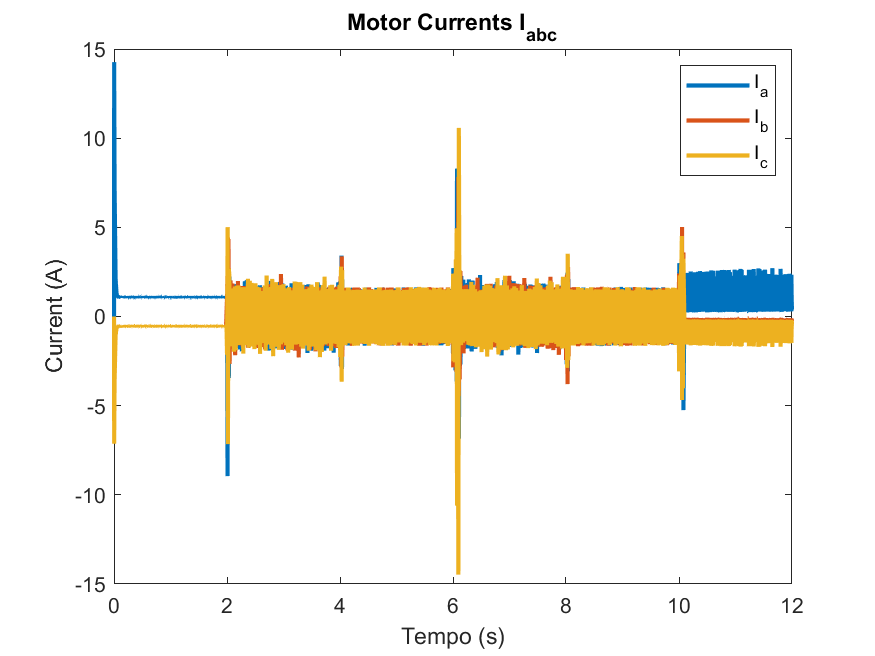 Motor Currents I_abc
15
10
5
0
-5
-10
-15
Current (A)
I_a
I_b
I_c
0 2 4 6 8 10 12
Tempo (s)